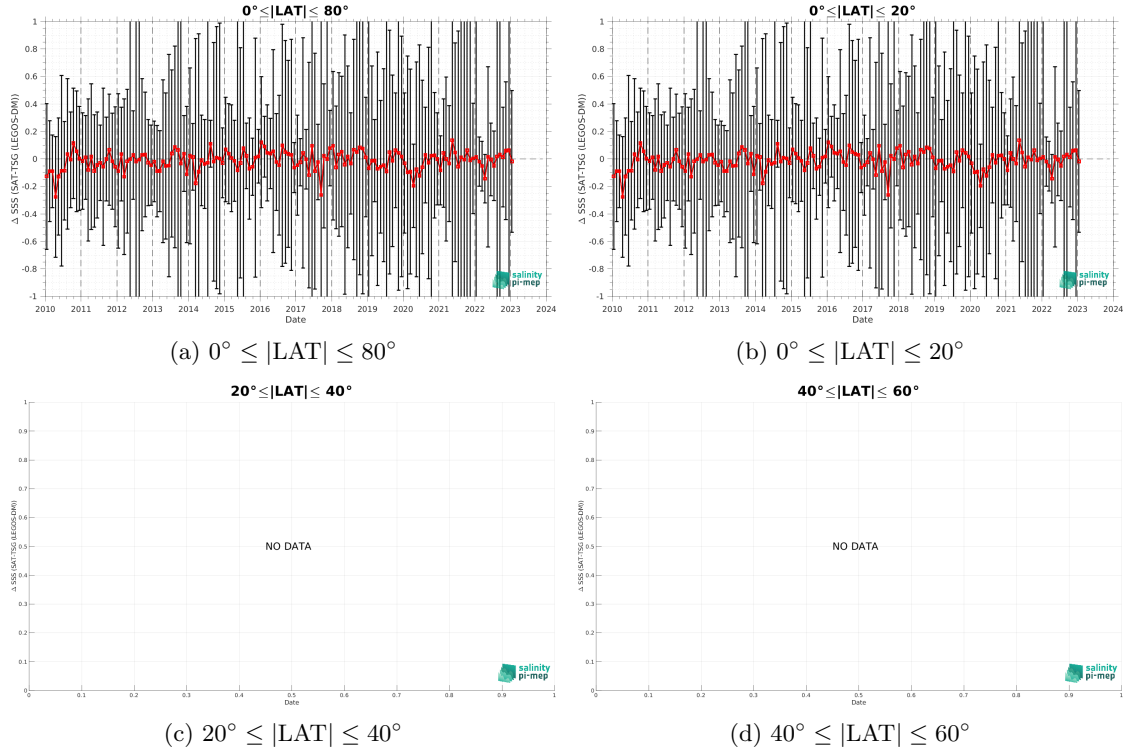 0°≤|LAT|≤ 80°
Δ SSS (SAT-TSG (LEGOS-DM))
1
0.8
0.6
0.4
0.2
0
-0.2
-0.4
-0.6
-0.8
-1
2010 2011 2012 2013 2014 2015 2016 2017 2018 2019 2020 2021 2022 2023 2024
Date
salinity
pi-mep
(a) 0° ≤ |LAT| ≤ 80°
0°≤|LAT|≤ 20°
Δ SSS (SAT-TSG (LEGOS-DM))
1
0.8
0.6
0.4
0.2
0
-0.2
-0.4
-0.6
-0.8
-1
2010 2011 2012 2013 2014 2015 2016 2017 2018 2019 2020 2021 2022 2023 2024
Date
salinity
pi-mep
(b) 0° ≤ |LAT| ≤ 20°
20°≤|LAT|≤ 40°
Δ SSS (SAT-TSG (LEGOS-DM))
1
0.9
0.8
0.7
0.6
0.5
0.4
0.3
0.2
0.1
0
NO DATA
0 0.1 0.2 0.3 0.4 0.5 0.6 0.7 0.8 0.9 1
Date
salinity
pi-mep
(c) 20° ≤ |LAT| ≤ 40°
40°≤|LAT|≤ 60°
Δ SSS (SAT-TSG (LEGOS-DM))
1
0.9
0.8
0.7
0.6
0.5
0.4
0.3
0.2
0.1
0
NO DATA
0 0.1 0.2 0.3 0.4 0.5 0.6 0.7 0.8 0.9 1
Date
salinity
pi-mep
(d) 40° ≤ |LAT| ≤ 60°